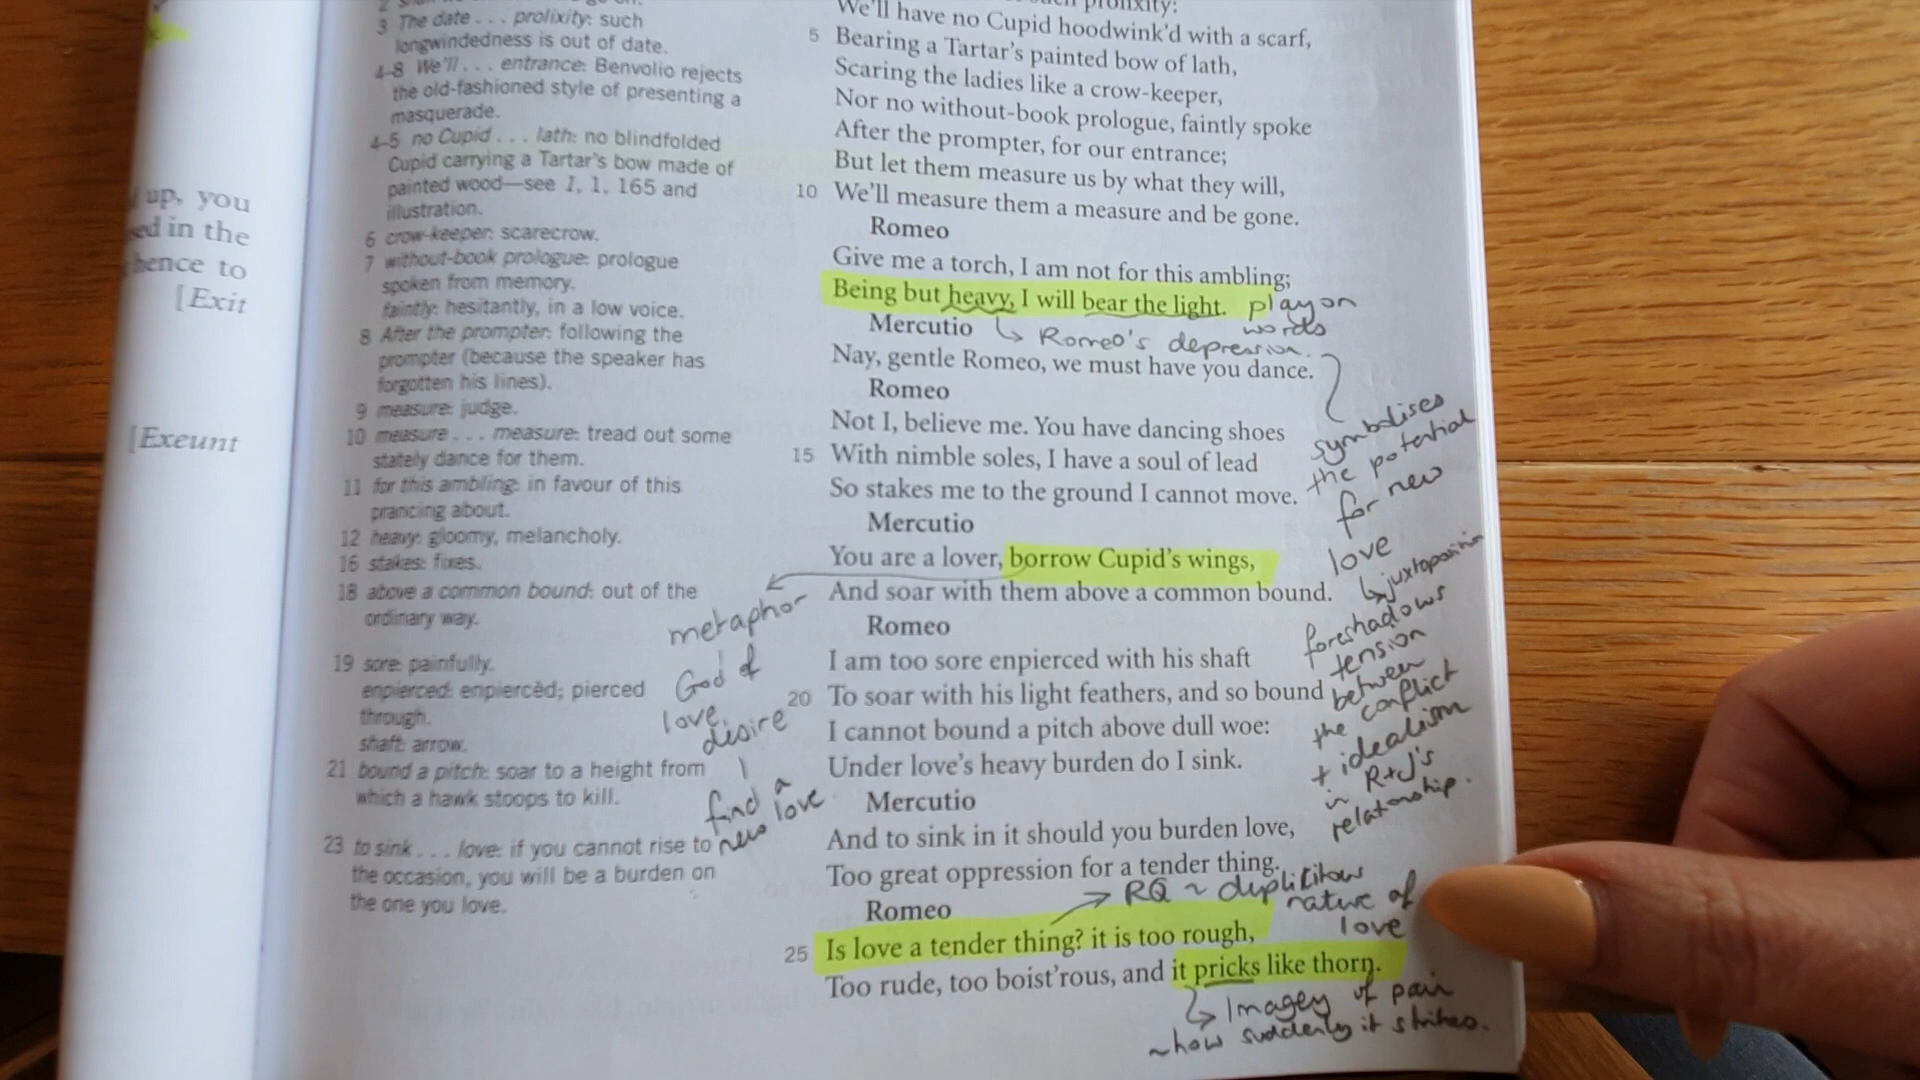 up, you
ed in the
hence to
[Exit
[Exeunt
3 The date . . . prolixity: such
longwindedness is out of date.
4–8 We'll . . . entrance: Benvolio rejects
the old-fashioned style of presenting a
masquerade.
4–5 no Cupid . . . lath: no blindfolded
Cupid carrying a Tartar's bow made of
painted wood—see 1, 1, 165 and
illustration.
6 crow-keeper: scarecrow.
7 without-book prologue: prologue
spoken from memory.
faintly: hesitantly, in a low voice.
8 After the prompter: following the
prompter (because the speaker has
forgotten his lines).
9 measure: judge.
10 measure . . . measure: tread out some
stately dance for them.
11 for this ambling: in favour of this
prancing about.
12 heavy: gloomy, melancholy.
16 stakes: fixes.
18 above a common bound: out of the
ordinary way.
19 sore: painfully.
enpierced: enpiercèd; pierced
through.
shaft: arrow.
21 bound a pitch: soar to a height from
which a hawk stoops to kill.
23 to sink . . . love: if you cannot rise to
the occasion, you will be a burden on
the one you love.
metaphor
God of
love,
desire
find a
new love
prolixity:
We'll have no Cupid hoodwink'd with a scarf,
5 Bearing a Tartar's painted bow of lath,
Scaring the ladies like a crow-keeper,
Nor no without-book prologue, faintly spoke
After the prompter, for our entrance;
But let them measure us by what they will,
10 We'll measure them a measure and be gone.
Romeo
Give me a torch, I am not for this ambling;
Being but heavy, I will bear the light. play on
words
Mercutio
Romeo's depression.
Nay, gentle Romeo, we must have you dance.
Romeo
Not I, believe me. You have dancing shoes
15 With nimble soles, I have a soul of lead
So stakes me to the ground I cannot move.
Mercutio
You are a lover, borrow Cupid's wings,
And soar with them above a common bound.
Romeo
I am too sore enpierced with his shaft
20 To soar with his light feathers, and so bound
I cannot bound a pitch above dull woe:
Under love's heavy burden do I sink.
Mercutio
And to sink in it should you burden love,
Too great oppression for a tender thing.
RQ ~ duplicitous
nature of
love
Romeo
25 Is love a tender thing? it is too rough,
Too rude, too boist'rous, and it pricks like thorn.
Imagey of pain
~how suddenly it strikes.
symbolises
the potential
for new
love
juxtaposition
foreshadows
tension
between
the conflict
+ idealism
in R+J's
relationship.